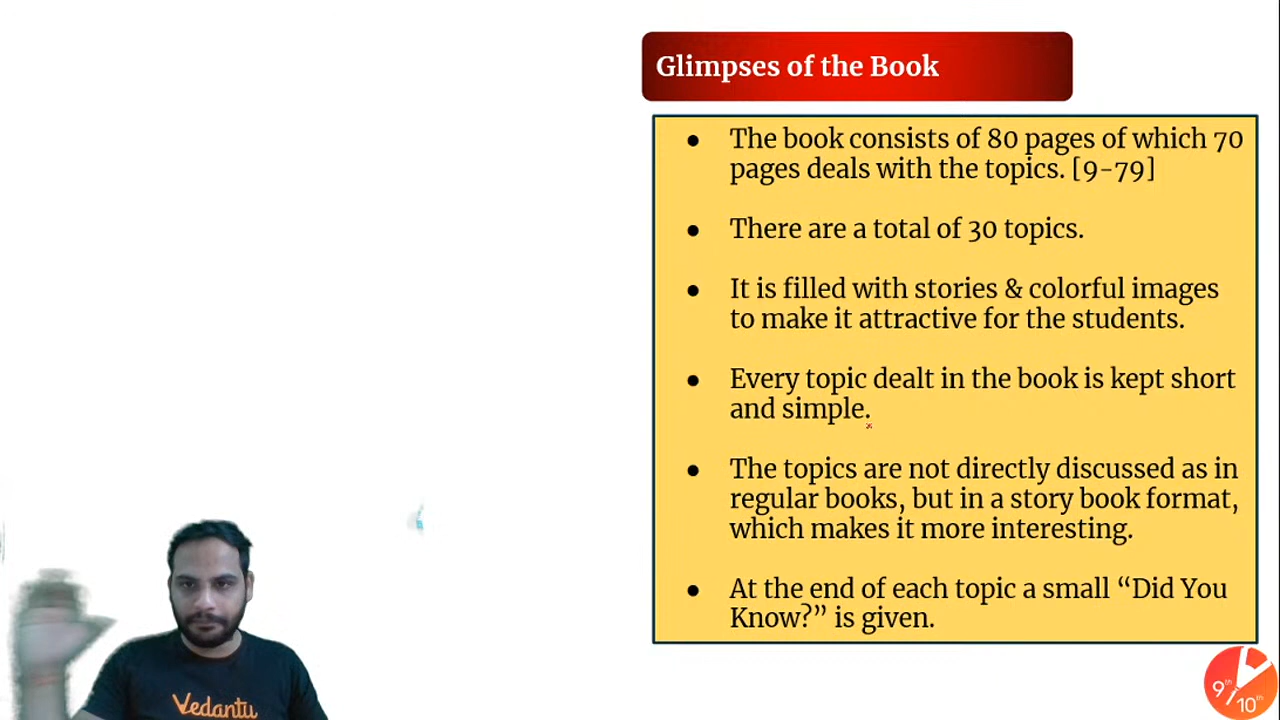 Glimpses of the Book
● The book consists of 80 pages of which 70
pages deals with the topics. [9-79]
● There are a total of 30 topics.
● It is filled with stories & colorful images
to make it attractive for the students.
● Every topic dealt in the book is kept short
and simple.
● The topics are not directly discussed as in
regular books, but in a story book format,
which makes it more interesting.
● At the end of each topic a small “Did You
Know?” is given.
Vedantu
9th
10th